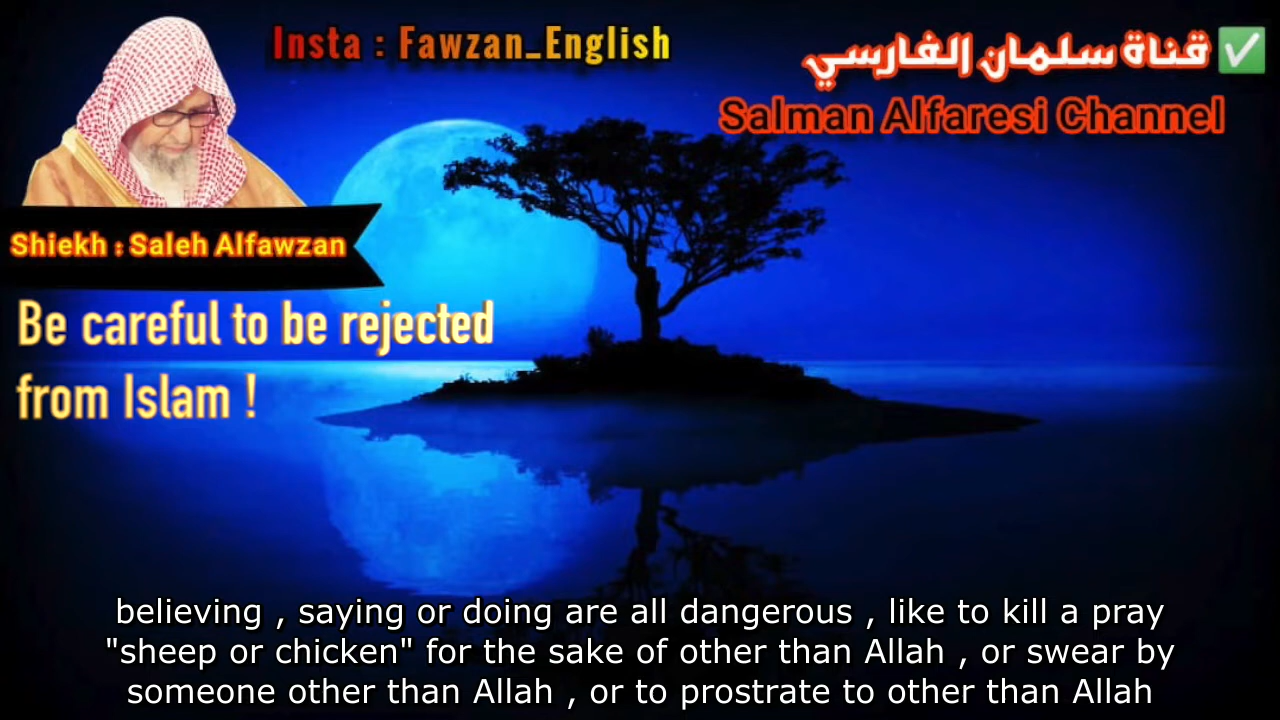 Insta : Fawzan_English
قناة سلمان الفارسي
Salman Alfaresi Channel
Shiekh : Saleh Alfawzan
Be careful to be rejected
from Islam !
believing , saying or doing are all dangerous , like to kill a pray
"sheep or chicken" for the sake of other than Allah , or swear by
someone other than Allah , or to prostrate to other than Allah